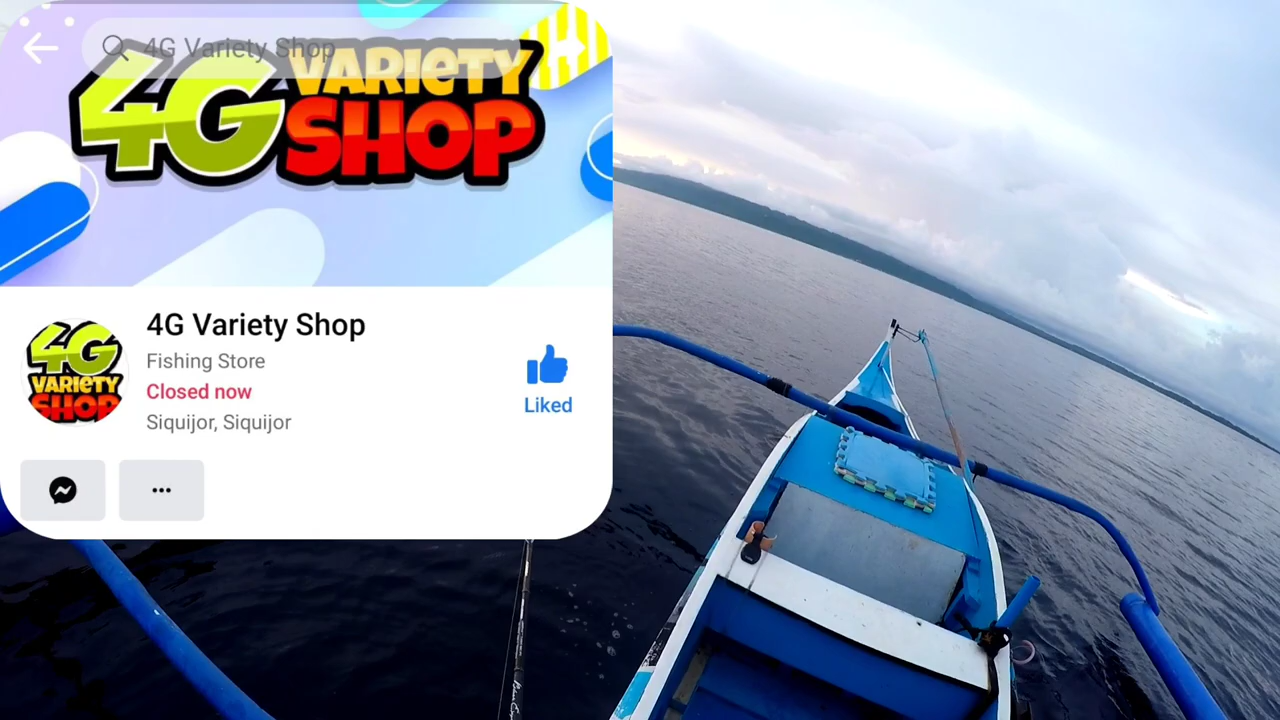 4G Variety Shop
4G VARIETY SHOP
4G Variety Shop
Fishing Store
Closed now
Siquijor, Siquijor
Liked
4G
VARIETY
SHOP